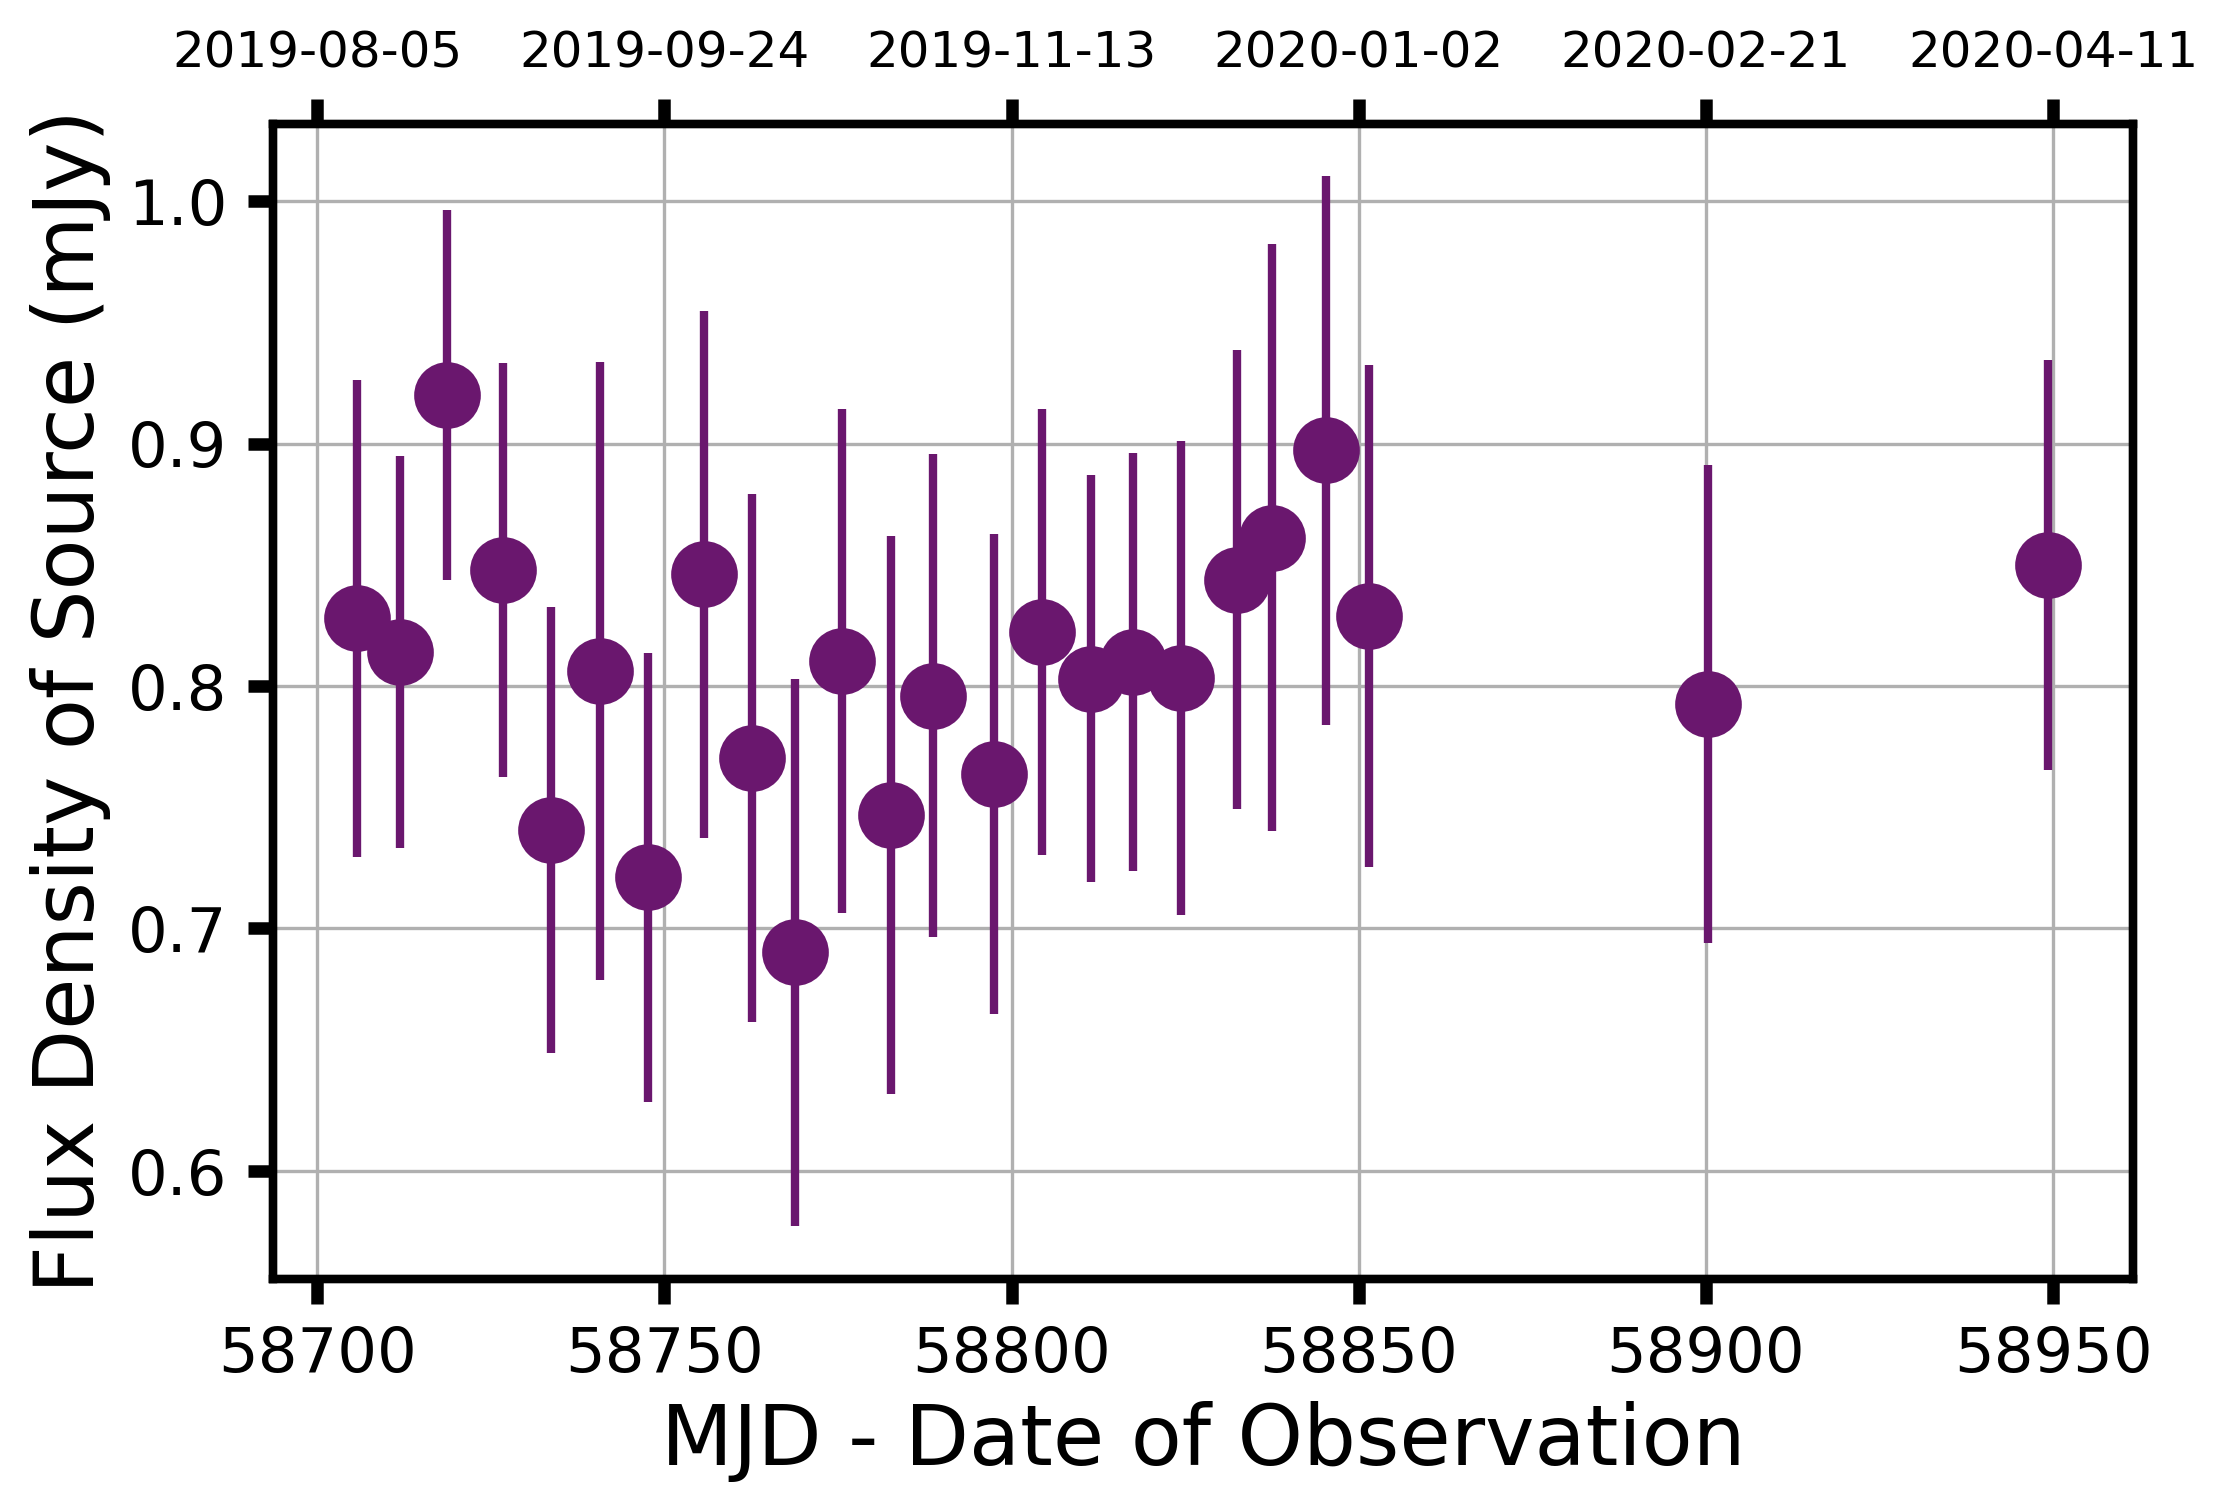 2019-08-05 2019-09-24 2019-11-13 2020-01-02 2020-02-21 2020-04-11
Flux Density of Source (mJy)
1.0
0.9
0.8
0.7
0.6
58700 58750 58800 58850 58900 58950
MJD - Date of Observation